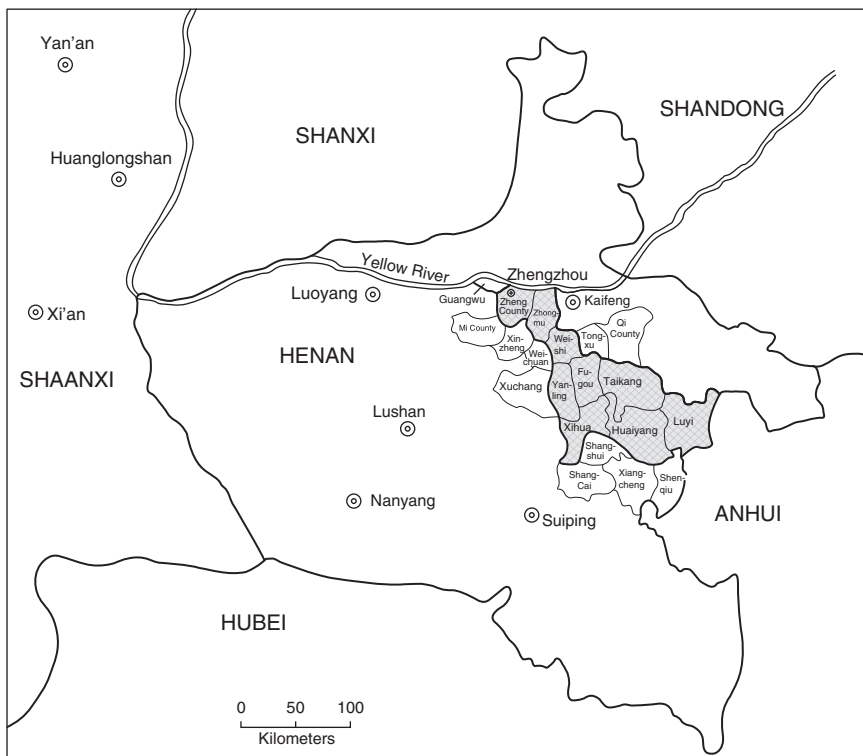 Yan'an
SHANXI
SHANDONG
Huanglongshan
Yellow River
Zhengzhou
Luoyang
Guangwu
Zheng
County
Zhong-
mu
Kaifeng
Xi'an
Mi County
Xin-
zheng
Wei-
shi
Tong-
xu
Qi
County
HENAN
Wei-
chuan
SHAANXI
Xuchang
Yan-
ling
Fu-
gou
Taikang
Lushan
Xihua
Huaiyang
Luyi
Shang-
shui
Shang-
Cai
Xiang-
cheng
Shen-
qiu
Nanyang
Suiping
ANHUI
HUBEI
0 50 100
Kilometers